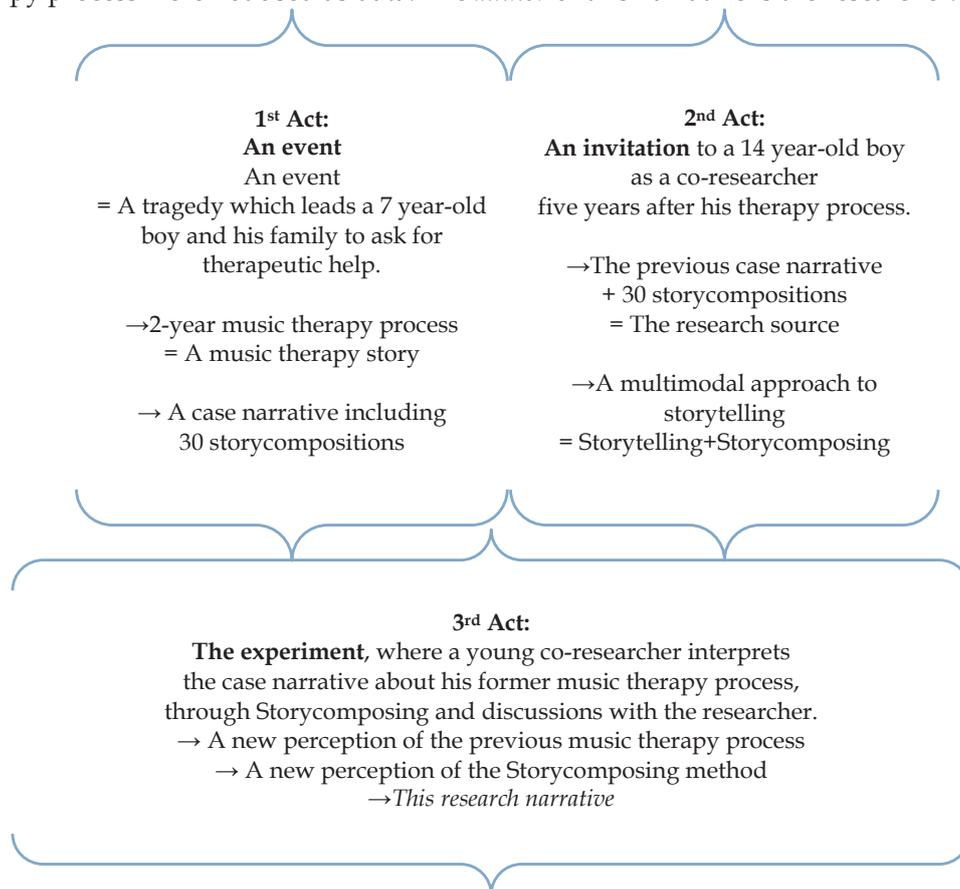 1st Act:
An event
An event
= A tragedy which leads a 7 year-old
boy and his family to ask for
therapeutic help.
→2-year music therapy process
= A music therapy story
→ A case narrative including
30 storycompositions
2nd Act:
An invitation to a 14 year-old boy
as a co-researcher
five years after his therapy process.
→The previous case narrative
+ 30 storycompositions
= The research source
→A multimodal approach to
storytelling
= Storytelling+Storycomposing
3rd Act:
The experiment, where a young co-researcher interprets
the case narrative about his former music therapy process,
through Storycomposing and discussions with the researcher.
→ A new perception of the previous music therapy process
→ A new perception of the Storycomposing method
→This research narrative